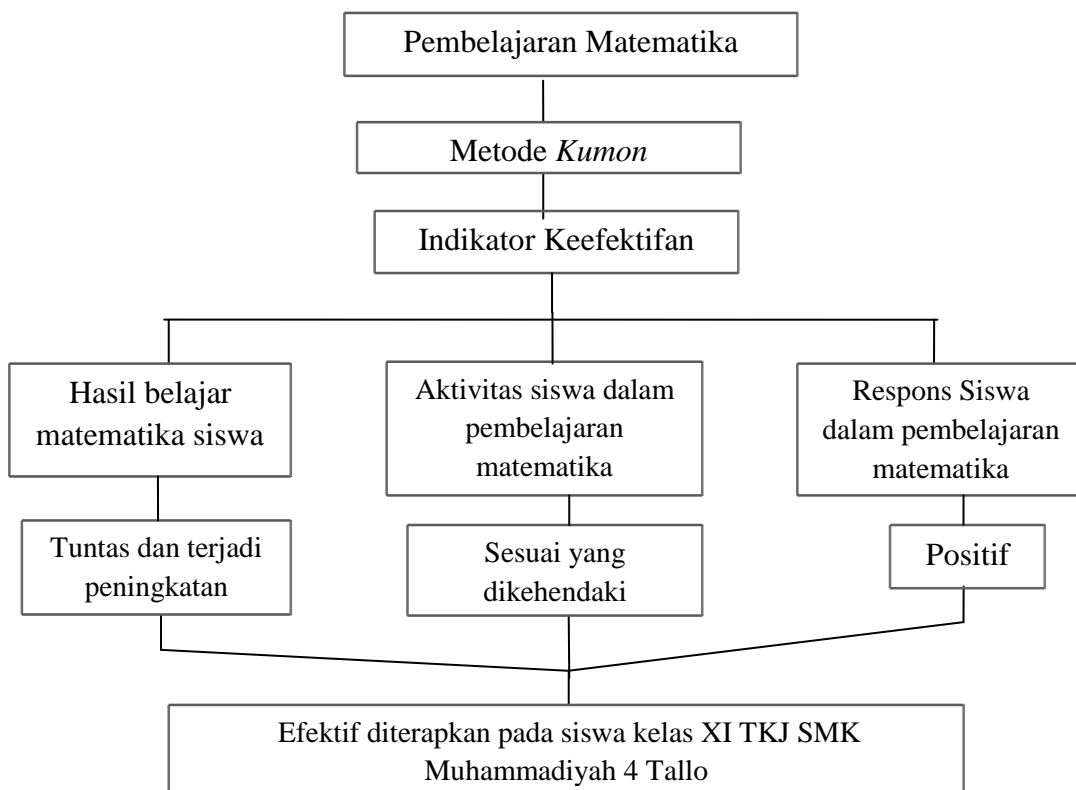 Pembelajaran Matematika
Metode Kumon
Indikator Keefektifan
Hasil belajar
matematika siswa
Aktivitas siswa dalam
pembelajaran
matematika
Respons Siswa
dalam pembelajaran
matematika
Tuntas dan terjadi
peningkatan
Sesuai yang
dikehendaki
Positif
Efektif diterapkan pada siswa kelas XI TKJ SMK
Muhammadiyah 4 Tallo